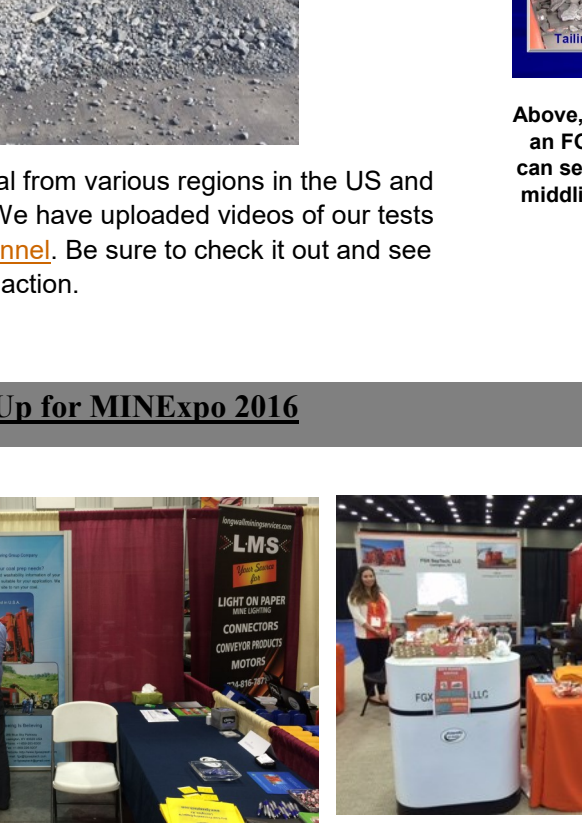 Tailin
Above,
an FG
can se
middli
al from various regions in the US and
We have uploaded videos of our tests
nnel. Be sure to check it out and see
action.
Up for MINExpo 2016
longwallminingservices.com
LMS
Your Source
for
LIGHT ON PAPER
MINE LIGHTING
CONNECTORS
CONVEYOR PRODUCTS
MOTORS
FGX SepTech, LLC
FGX
LLC